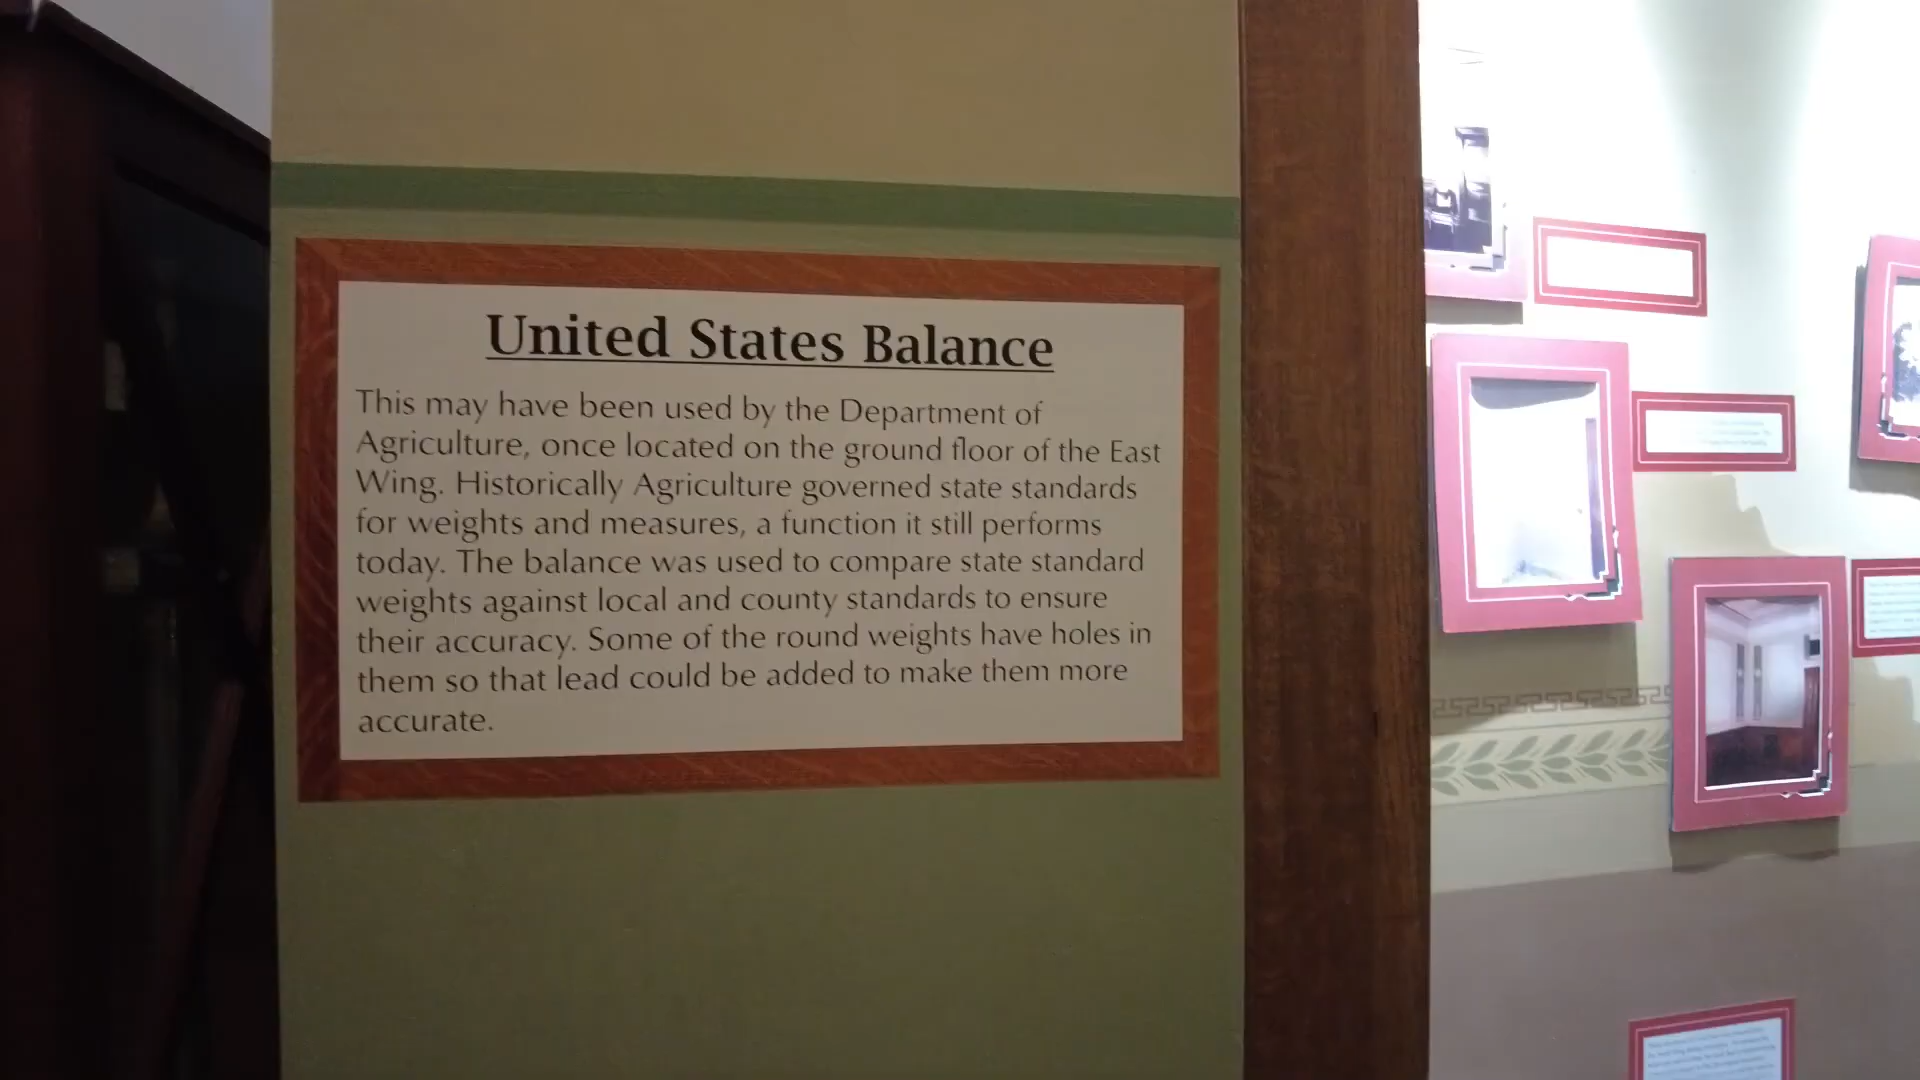 United States Balance
This may have been used by the Department of
Agriculture, once located on the ground floor of the East
Wing. Historically Agriculture governed state standards
for weights and measures, a function it still performs
today. The balance was used to compare state standard
weights against local and county standards to ensure
their accuracy. Some of the round weights have holes in
them so that lead could be added to make them more
accurate.